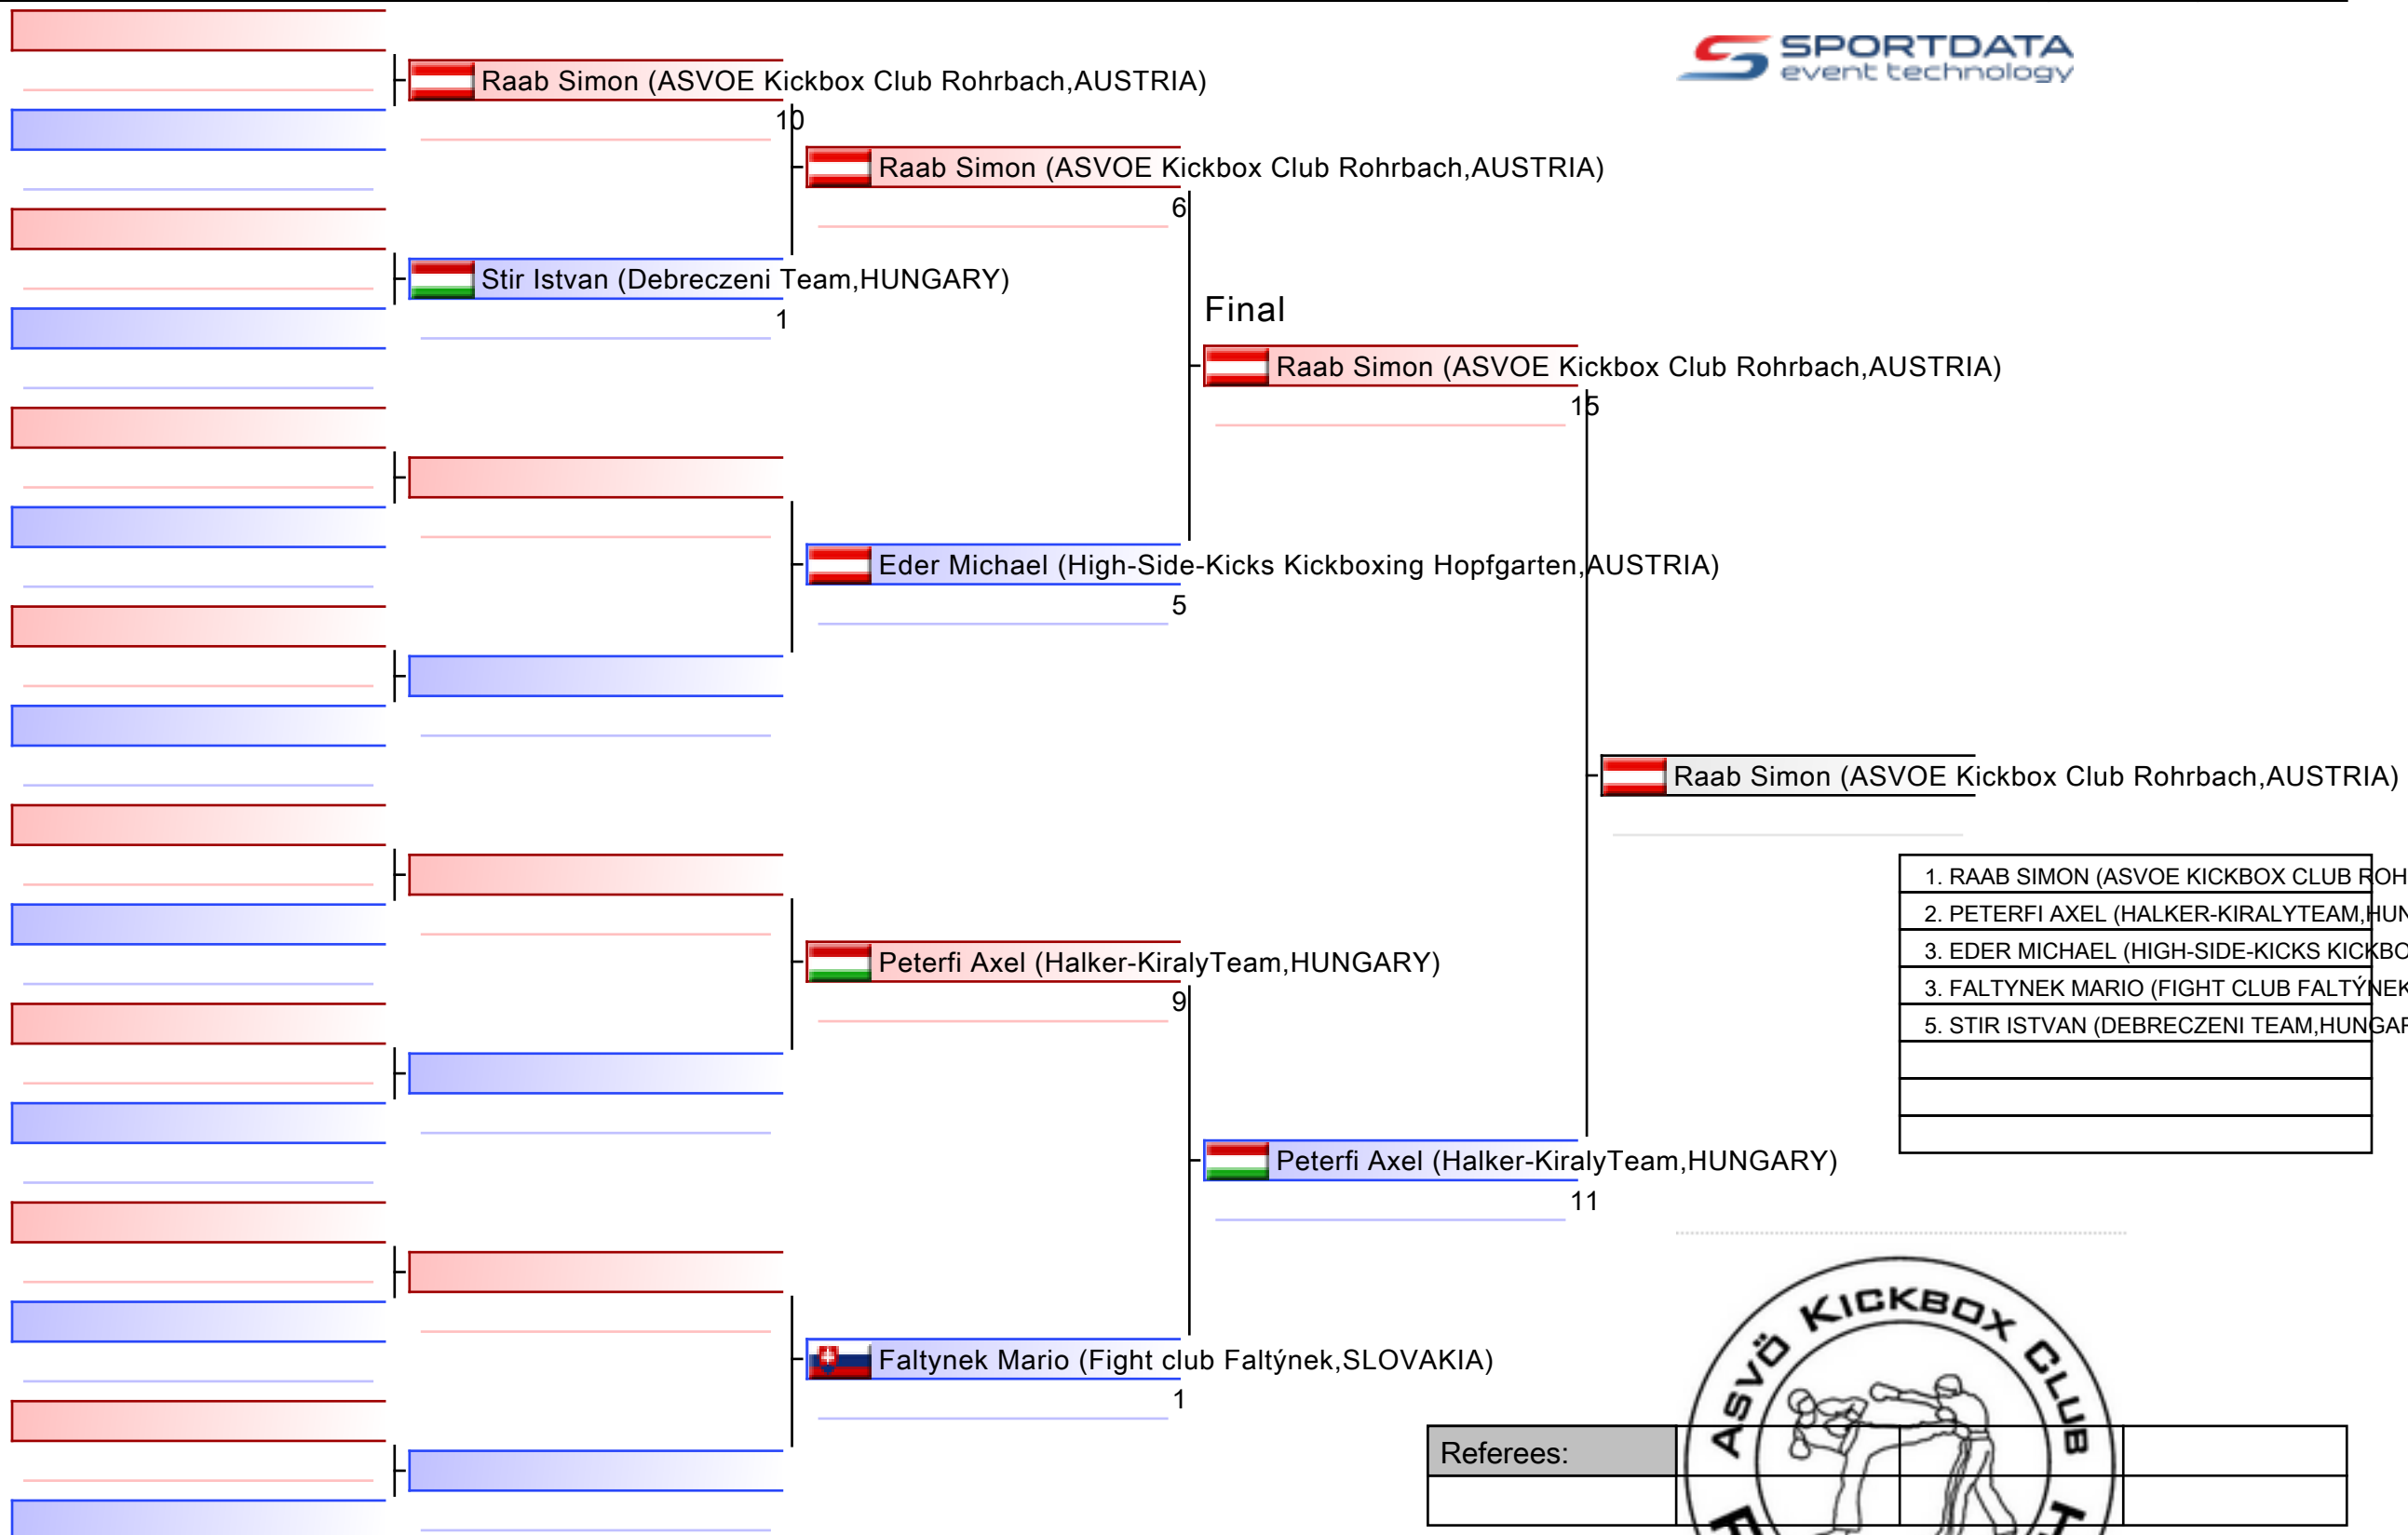 SPORTDATA
event technology
Raab Simon (ASVOE Kickbox Club Rohrbach,AUSTRIA)
10
Raab Simon (ASVOE Kickbox Club Rohrbach,AUSTRIA)
6
Stir Istvan (Debreczeni Team,HUNGARY)
1
Final
Raab Simon (ASVOE Kickbox Club Rohrbach,AUSTRIA)
15
Eder Michael (High-Side-Kicks Kickboxing Hopfgarten,AUSTRIA)
5
Raab Simon (ASVOE Kickbox Club Rohrbach,AUSTRIA)
1. RAAB SIMON (ASVOE KICKBOX CLUB ROH
2. PETERFI AXEL (HALKER-KIRALYTEAM,HUN
3. EDER MICHAEL (HIGH-SIDE-KICKS KICKBO
3. FALTYNEK MARIO (FIGHT CLUB FALTÝNEK
5. STIR ISTVAN (DEBRECZENI TEAM,HUNGAR
Peterfi Axel (Halker-KiralyTeam,HUNGARY)
9
Peterfi Axel (Halker-KiralyTeam,HUNGARY)
11
Faltynek Mario (Fight club Faltýnek,SLOVAKIA)
1
ASVÖ KICKBOX CLUB
Referees: